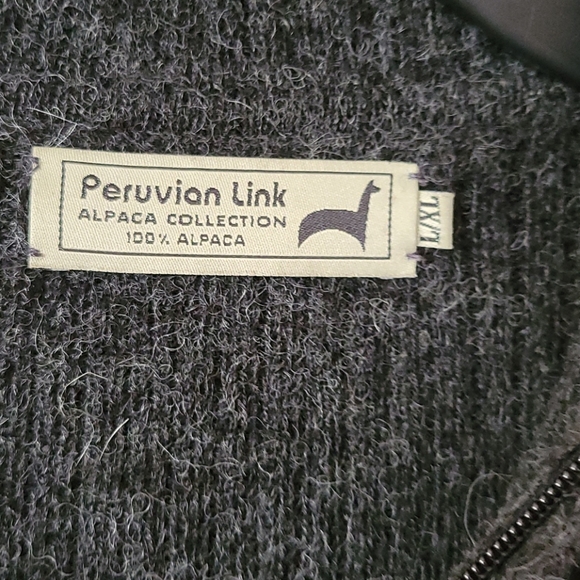 Peruvian Link
ALPACA COLLECTION
100% ALPACA
L/XL